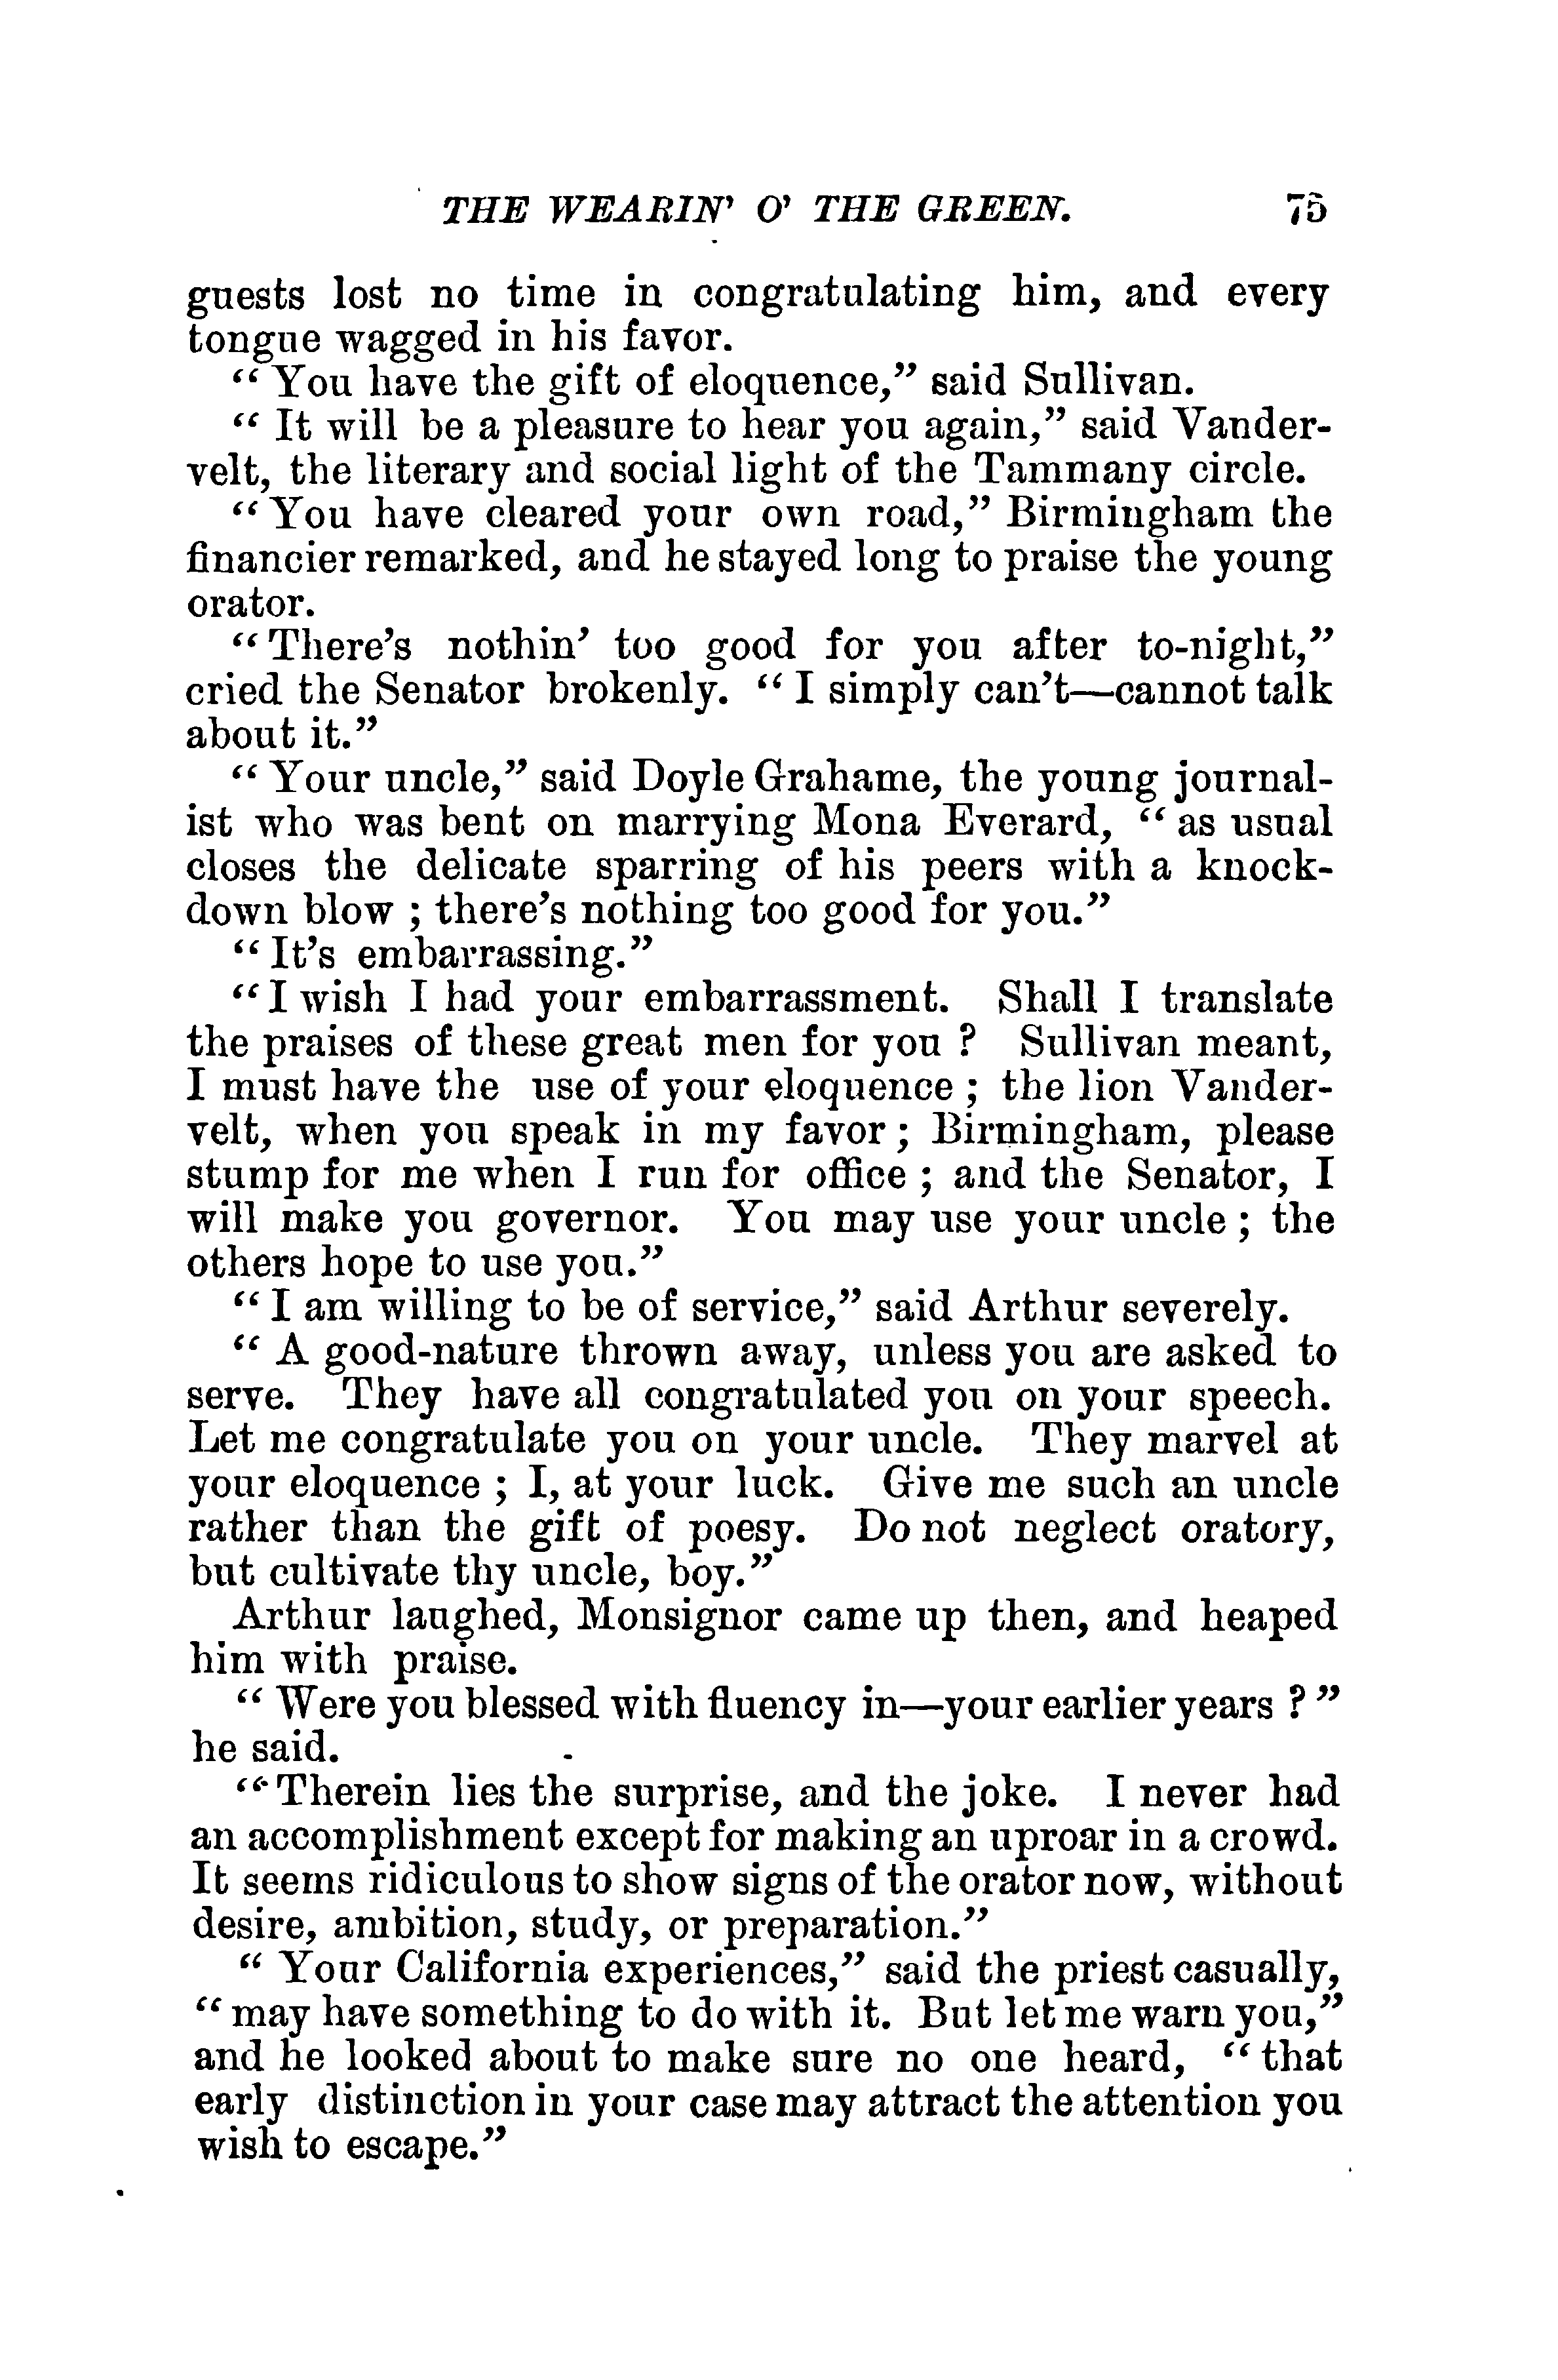 THE WEARIN' O' THE GREEN. 75
guests lost no time in congratulating him, and every
tongue wagged in his favor.
“You have the gift of eloquence,” said Sullivan.
“ It will be a pleasure to hear you again,” said Vander-
velt, the literary and social light of the Tammany circle.
“You have cleared your own road,” Birmingham the
financier remarked, and he stayed long to praise the young
orator.
“There’s nothin’ too good for you after to-night,”
cried the Senator brokenly. “ I simply can’t—cannot talk
about it.”
“ Your uncle,” said Doyle Grahame, the young journal-
ist who was bent on marrying Mona Everard, “ as usual
closes the delicate sparring of his peers with a knock-
down blow ; there’s nothing too good for you.”
“ It’s embarrassing.”
“I wish I had your embarrassment. Shall I translate
the praises of these great men for you ? Sullivan meant,
I must have the use of your eloquence ; the lion Vander-
velt, when you speak in my favor ; Birmingham, please
stump for me when I run for office ; and the Senator, I
will make you governor. You may use your uncle ; the
others hope to use you.”
“ I am willing to be of service,” said Arthur severely.
“ A good-nature thrown away, unless you are asked to
serve. They have all congratulated you on your speech.
Let me congratulate you on your uncle. They marvel at
your eloquence ; I, at your luck. Give me such an uncle
rather than the gift of poesy. Do not neglect oratory,
but cultivate thy uncle, boy.”
Arthur laughed, Monsignor came up then, and heaped
him with praise.
“ Were you blessed with fluency in—your earlier years ? ”
he said.
“Therein lies the surprise, and the joke. I never had
an accomplishment except for making an uproar in a crowd.
It seems ridiculous to show signs of the orator now, without
desire, ambition, study, or preparation.”
“ Your California experiences,” said the priest casually,
“ may have something to do with it. But let me warn you,”
and he looked about to make sure no one heard, “ that
early distinction in your case may attract the attention you
wish to escape.”